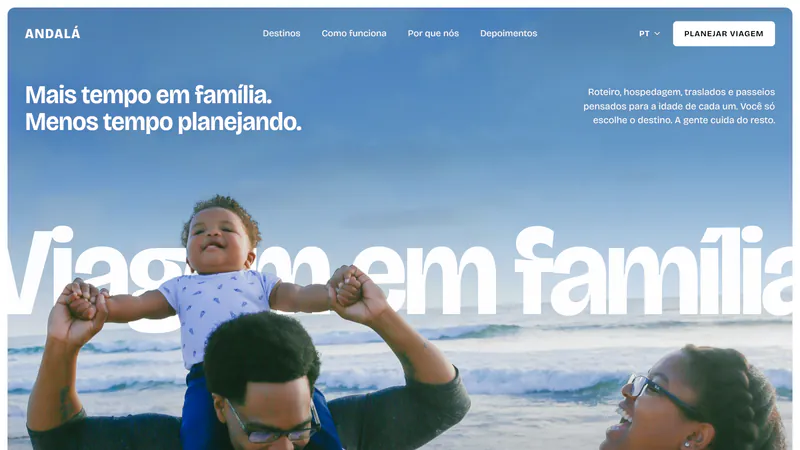 ANDALÁ
Destinos
Como funciona
Por que nós
Depoimentos
PT
PLANEJAR VIAGEM
Mais tempo em família.
Menos tempo planejando.
Roteiro, hospedagem, traslados e passeios
pensados para a idade de cada um. Você só
escolhe o destino. A gente cuida do resto.
Viagem em família